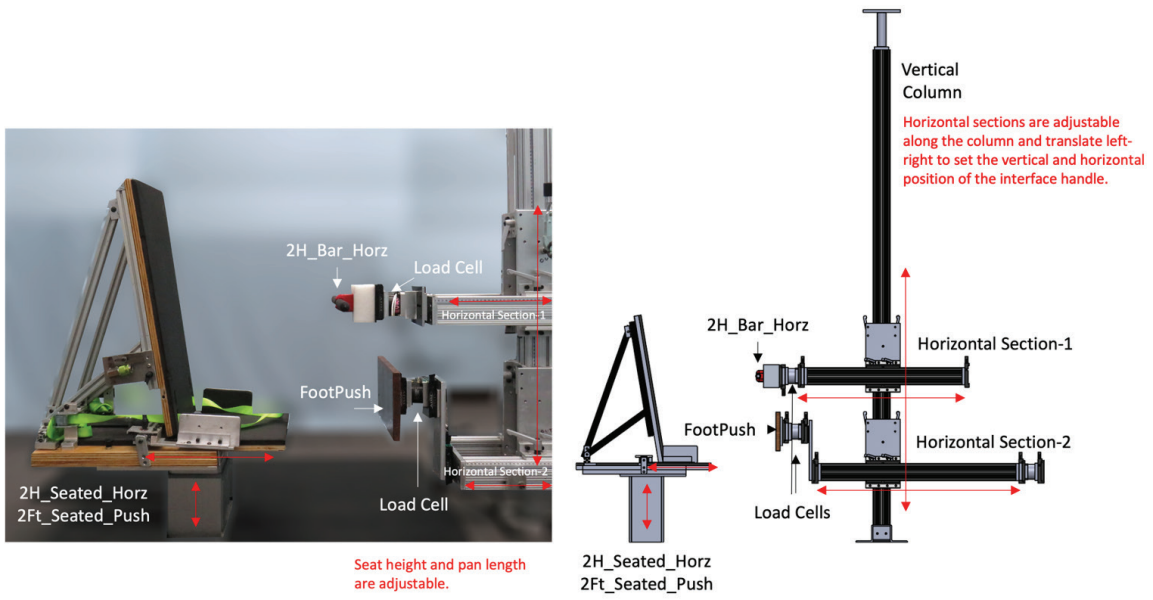 2H_Bar_Horz
Load Cell
Horizontal Section-1
FootPush
Horizontal Section-2
Load Cell
2H_Seated_Horz
2Ft_Seated_Push
Seat height and pan length
are adjustable.
Vertical
Column
Horizontal sections are adjustable
along the column and translate left-
right to set the vertical and horizontal
position of the interface handle.
2H_Bar_Horz
Horizontal Section-1
FootPush
Horizontal Section-2
Load Cells
2H_Seated_Horz
2Ft_Seated_Push